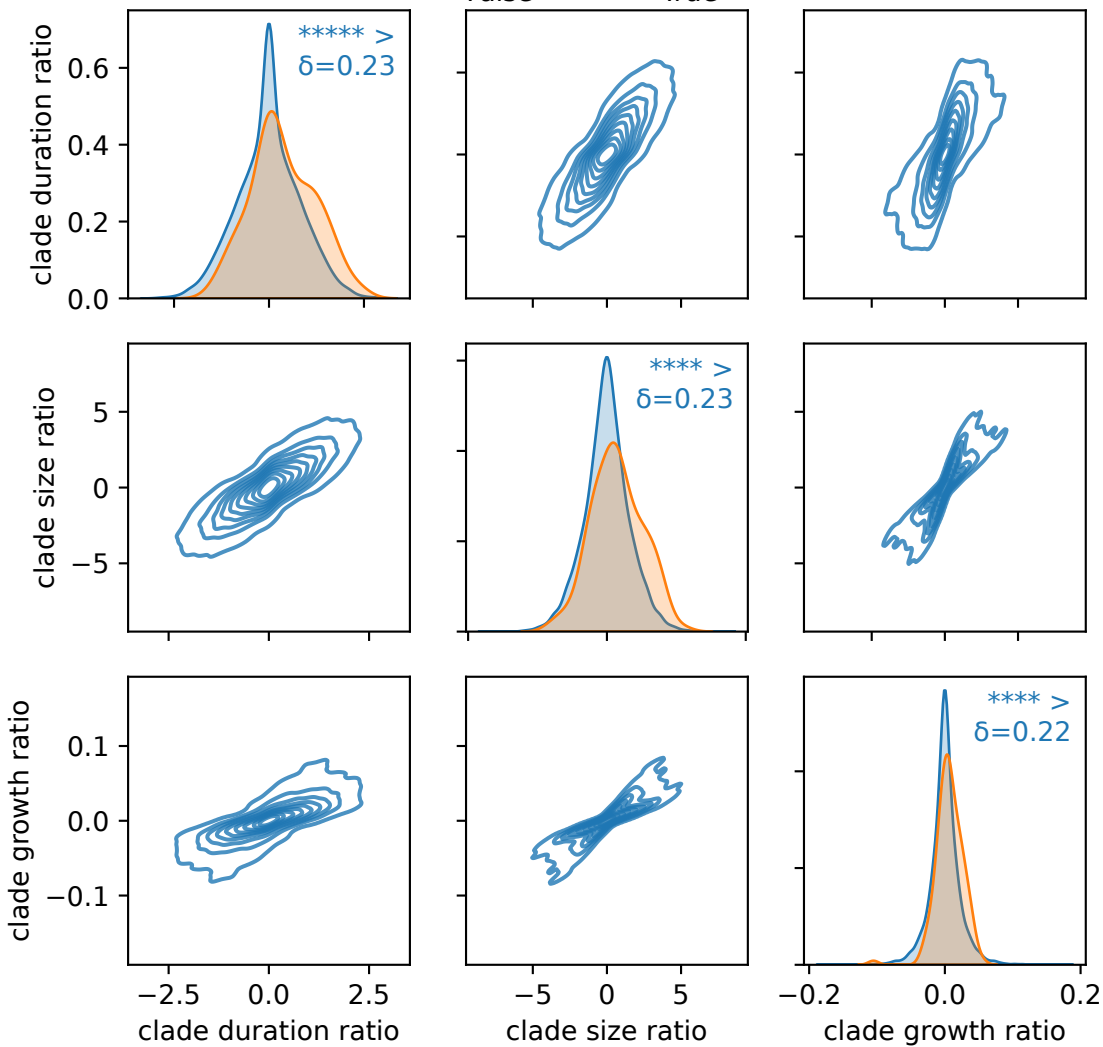 clade duration ratio
0.6
0.4
0.2
0.0
***** >
δ=0.23
clade size ratio
5
0
−5
**** >
δ=0.23
clade growth ratio
0.1
0.0
−0.1
**** >
δ=0.22
−2.5 0.0 2.5
−5 0 5
−0.2 0.0 0.2
clade duration ratio
clade size ratio
clade growth ratio